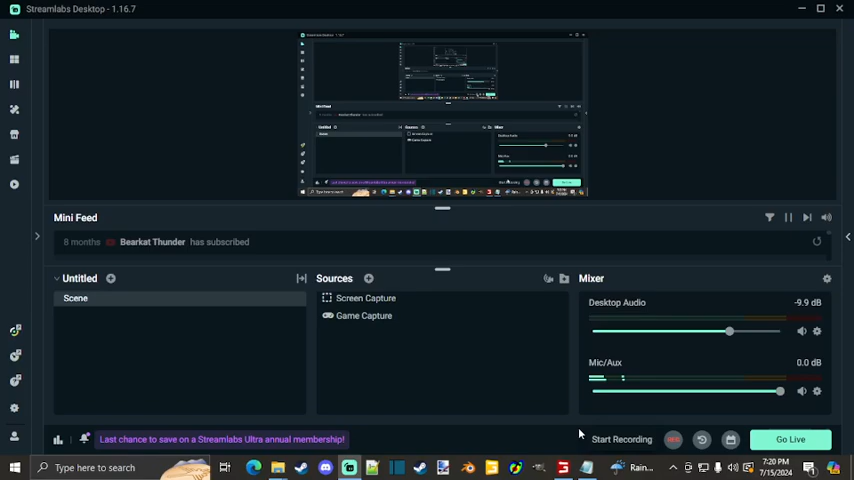 Streamlabs Desktop - 1.16.7
Mini Feed
8 months Bearkat Thunder has subscribed
Untitled
Sources
Mixer
Scene
Screen Capture
Game Capture
Desktop Audio -9.9 dB
Mic/Aux 0.0 dB
Last chance to save on a Streamlabs Ultra annual membership!
Start Recording
REC
Go Live
Type here to search
Rain...
7:20 PM
7/15/2024